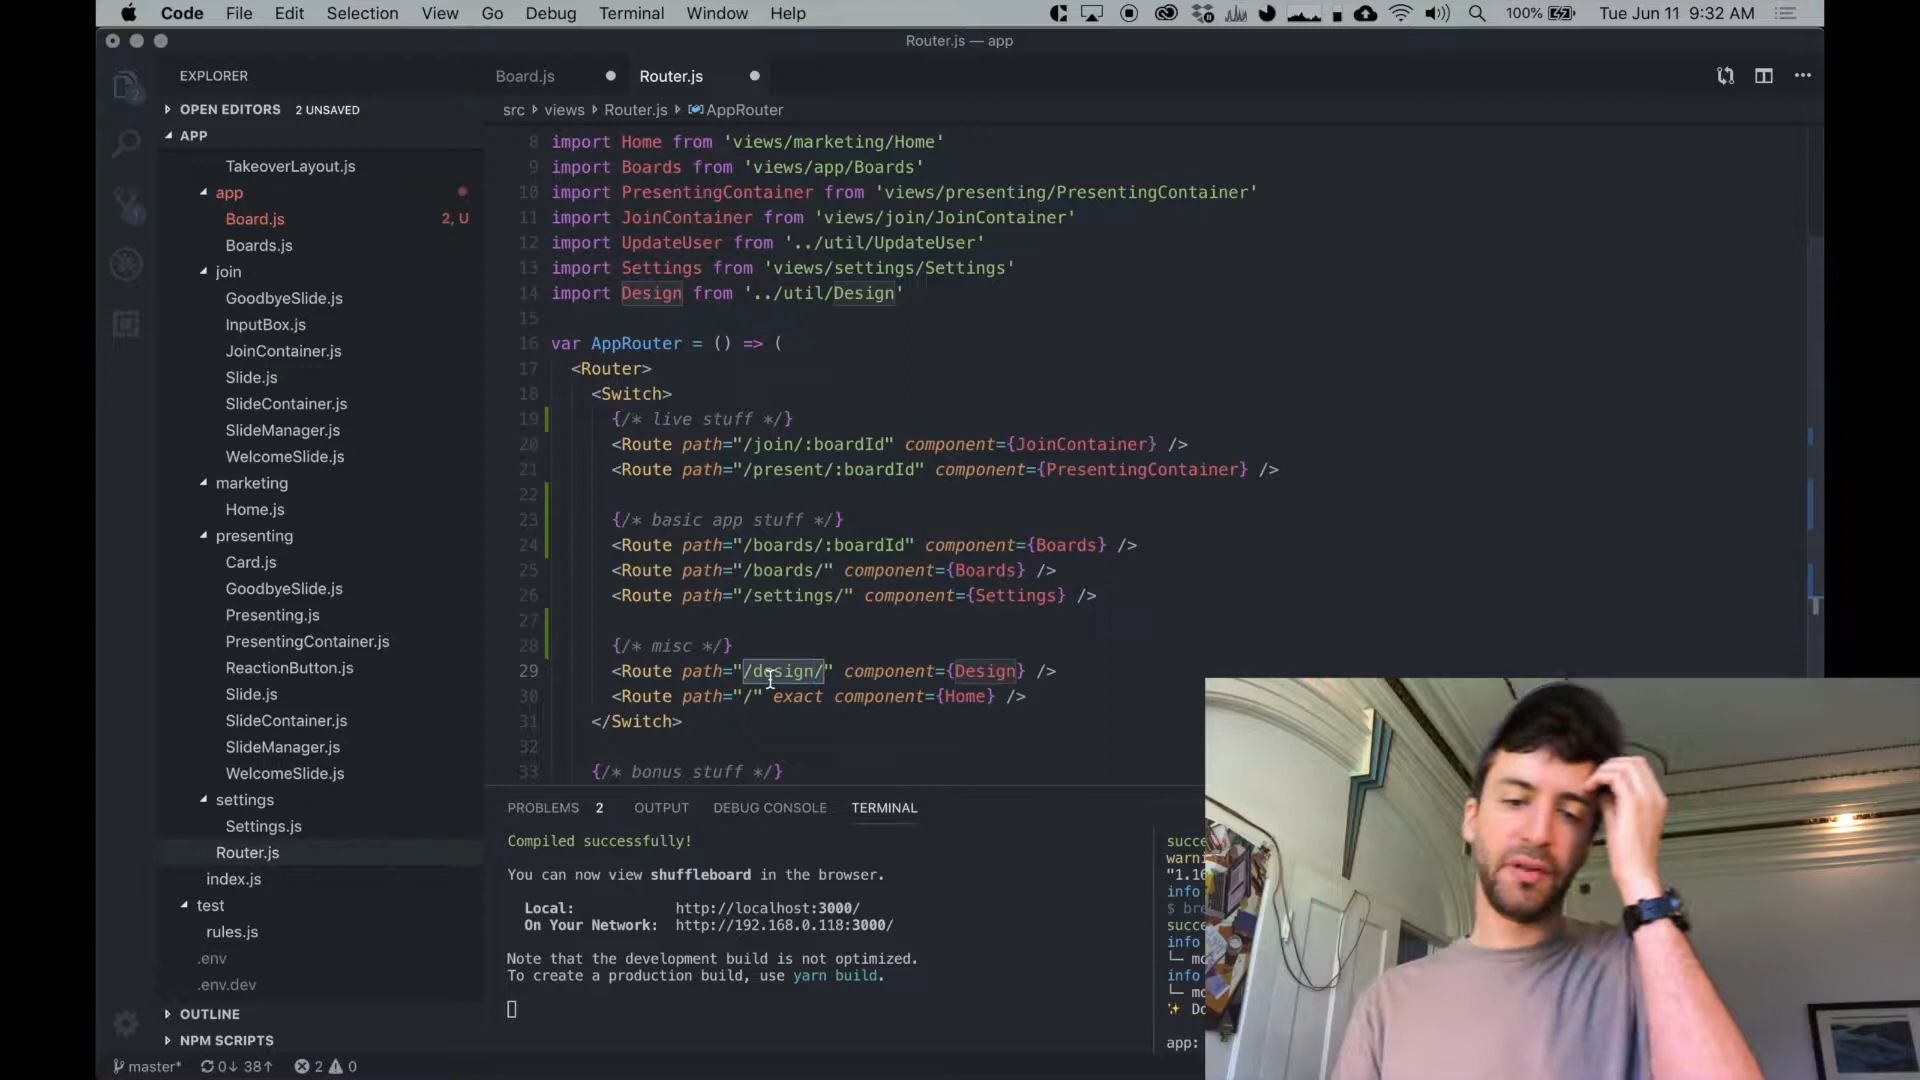 Code File Edit Selection View Go Debug Terminal Window Help 100% Tue Jun 11 9:32 AM
Router.js — app
EXPLORER
OPEN EDITORS 2 UNSAVED
APP
TakeoverLayout.js
app
Board.js 2, U
Boards.js
join
GoodbyeSlide.js
InputBox.js
JoinContainer.js
Slide.js
SlideContainer.js
SlideManager.js
WelcomeSlide.js
marketing
Home.js
presenting
Card.js
GoodbyeSlide.js
Presenting.js
PresentingContainer.js
ReactionButton.js
Slide.js
SlideContainer.js
SlideManager.js
WelcomeSlide.js
settings
Settings.js
Router.js
index.js
test
rules.js
.env
.env.dev
OUTLINE
NPM SCRIPTS
Board.js Router.js
src views Router.js AppRouter
8 import Home from 'views/marketing/Home'
9 import Boards from 'views/app/Boards'
10 import PresentingContainer from 'views/presenting/PresentingContainer'
11 import JoinContainer from 'views/join/JoinContainer'
12 import UpdateUser from '../util/UpdateUser'
13 import Settings from 'views/settings/Settings'
14 import Design from '../util/Design'
15
16 var AppRouter = () => (
17 <Router>
18 <Switch>
19 {/* live stuff */}
20 <Route path="/join/:boardId" component={JoinContainer} />
21 <Route path="/present/:boardId" component={PresentingContainer} />
22
23 {/* basic app stuff */}
24 <Route path="/boards/:boardId" component={Boards} />
25 <Route path="/boards/" component={Boards} />
26 <Route path="/settings/" component={Settings} />
27
28 {/* misc */}
29 <Route path="/design/" component={Design} />
30 <Route path="/" exact component={Home} />
31 </Switch>
32
33 {/* bonus stuff */}
PROBLEMS 2 OUTPUT DEBUG CONSOLE TERMINAL
Compiled successfully!
You can now view shuffleboard in the browser.
Local: http://localhost:3000/
On Your Network: http://192.168.0.118:3000/
Note that the development build is not optimized.
To create a production build, use yarn build.
succe
warni
"1.16
info
$ bre
succe
info
└─ mo
info
└─ mo
✨ Do
app:
master* 0↓ 38↑ 2 0